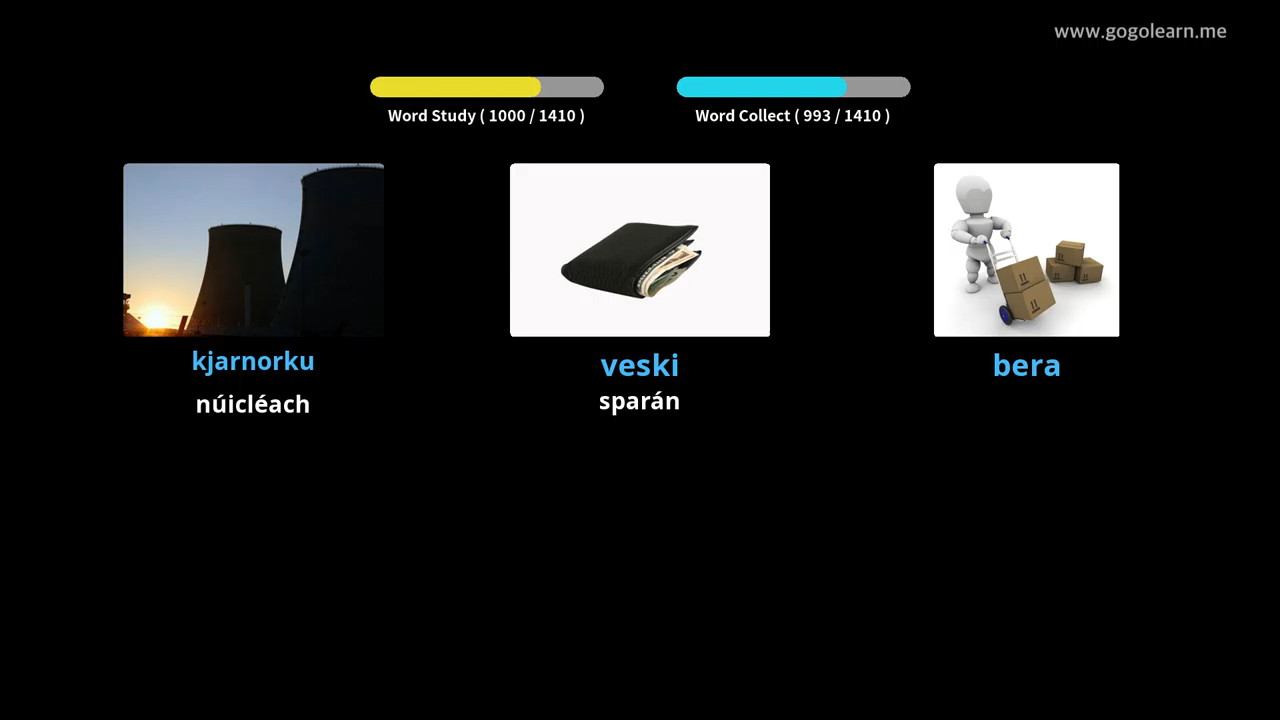 www.gogolearn.me
Word Study ( 1000 / 1410 )
Word Collect ( 993 / 1410 )
kjarnorku
veski
bera
núicléach
sparán